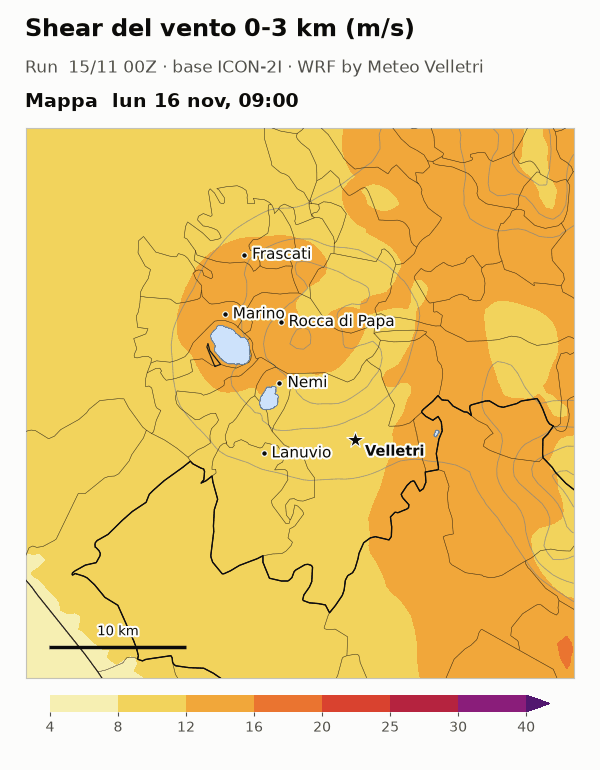 Shear del vento 0-3 km (m/s)
Run 15/11 00Z · base ICON-2I · WRF by Meteo Velletri
Mappa lun 16 nov, 09:00
Frascati
Marino
Rocca di Papa
Nemi
Velletri
Lanuvio
10 km
4 8 12 16 20 25 30 40